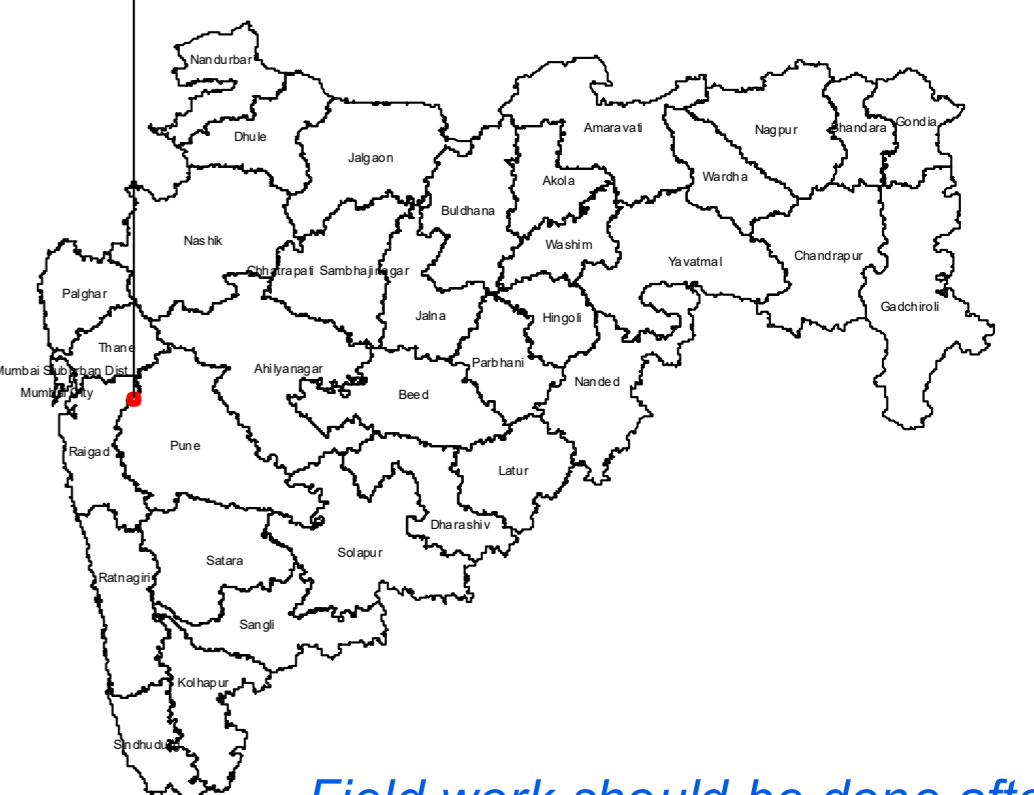 Nandurbar
Dhule
Jalgaon
Amaravati
Nagpur
Bhandara
Gondia
Akola
Wardha
Buldhana
Nashik
Washim
Yavatmal
Chandrapur
Chhatrapati Sambhajinagar
Palghar
Jalna
Hingoli
Gadchiroli
Thane
Parbhani
Ahilyanagar
Mumbai Suburban Dist
Nanded
Mumbai City
Beed
Raigad
Pune
Latur
Dharashiv
Solapur
Satara
Ratnagiri
Sangli
Kolhapur
Sindhudurg
Field work should be done afte